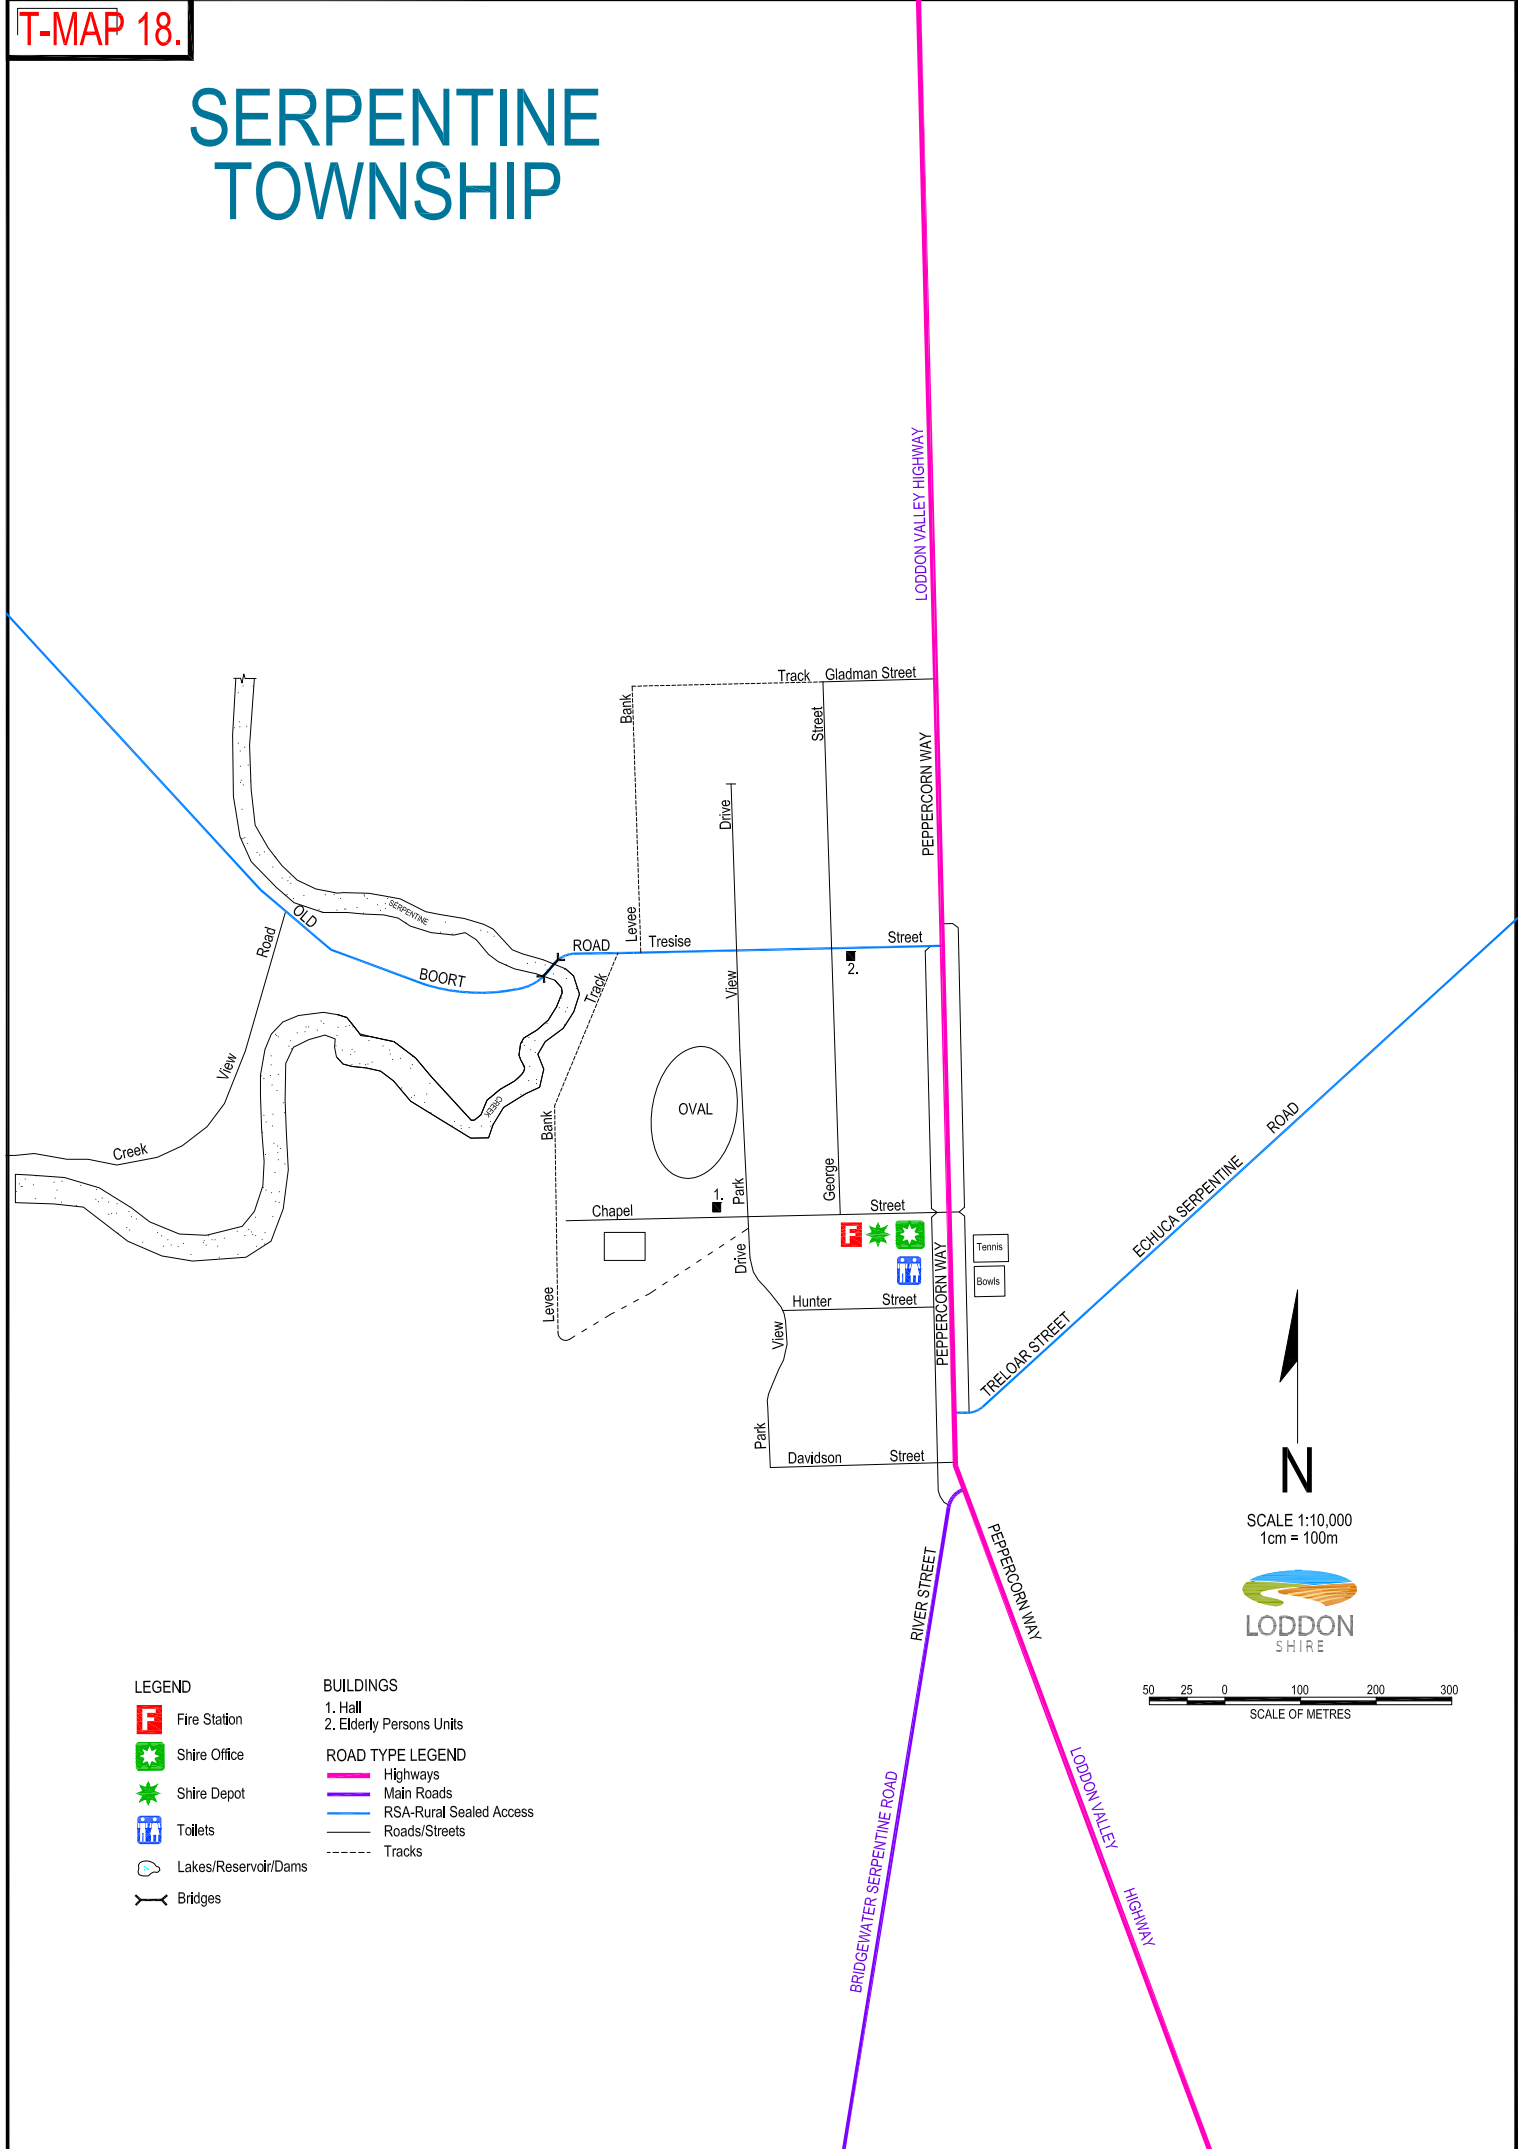 T-MAP 18.
SERPENTINE
TOWNSHIP
LODDON VALLEY HIGHWAY
Track
Gladman Street
Bank
Street
PEPPERCORN WAY
Drive
SERPENTINE
OLD
Road
Levee
ROAD
Tresise
Street
2.
BOORT
Track
View
View
OVAL
CREEK
Bank
Creek
ROAD
George
Park
1.
Chapel
Street
ECHUCA SERPENTINE
F
Tennis
Drive
PEPPERCORN WAY
Bowls
Levee
Hunter
Street
View
TRELOAR STREET
Park
Davidson
Street
N
SCALE 1:10,000
1cm = 100m
RIVER STREET
PEPPERCORN WAY
LODDON
SHIRE
50 25 0 100 200 300
SCALE OF METRES
LODDON VALLEY
HIGHWAY
BRIDGEWATER SERPENTINE ROAD
LEGEND
F Fire Station
Shire Office
Shire Depot
Toilets
Lakes/Reservoir/Dams
Bridges
BUILDINGS
1. Hall
2. Elderly Persons Units
ROAD TYPE LEGEND
Highways
Main Roads
RSA-Rural Sealed Access
Roads/Streets
Tracks